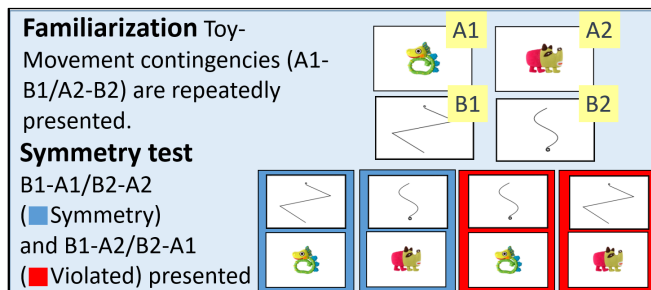 Familiarization Toy-
Movement contingencies (A1-
B1/A2-B2) are repeatedly
presented.
Symmetry test
B1-A1/B2-A2
(Symmetry)
and B1-A2/B2-A1
(Violated) presented
A1
A2
B1
B2